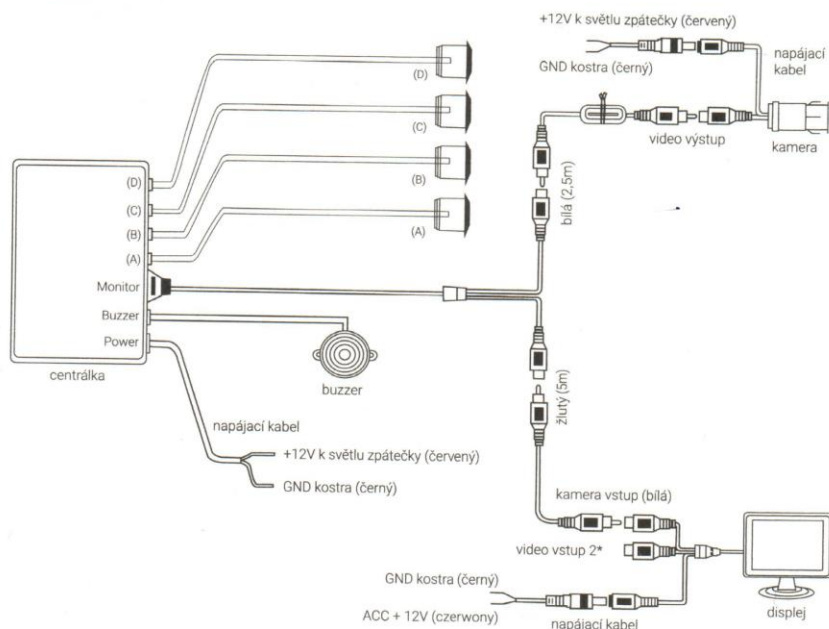 +12V k světlu zpátečky (červený)
GND kostra (černý)
napájací
kabel
video výstup
kamera
(D)
(C)
(B)
(A)
bílá (2,5m)
(D)
(C)
(B)
(A)
Monitor
Buzzer
Power
centrálka
buzzer
žlutý (5m)
napájací kabel
+12V k světlu zpátečky (červený)
GND kostra (černý)
kamera vstup (bílá)
video vstup 2*
GND kostra (černý)
ACC + 12V (czerwony)
napájací kabel
displej